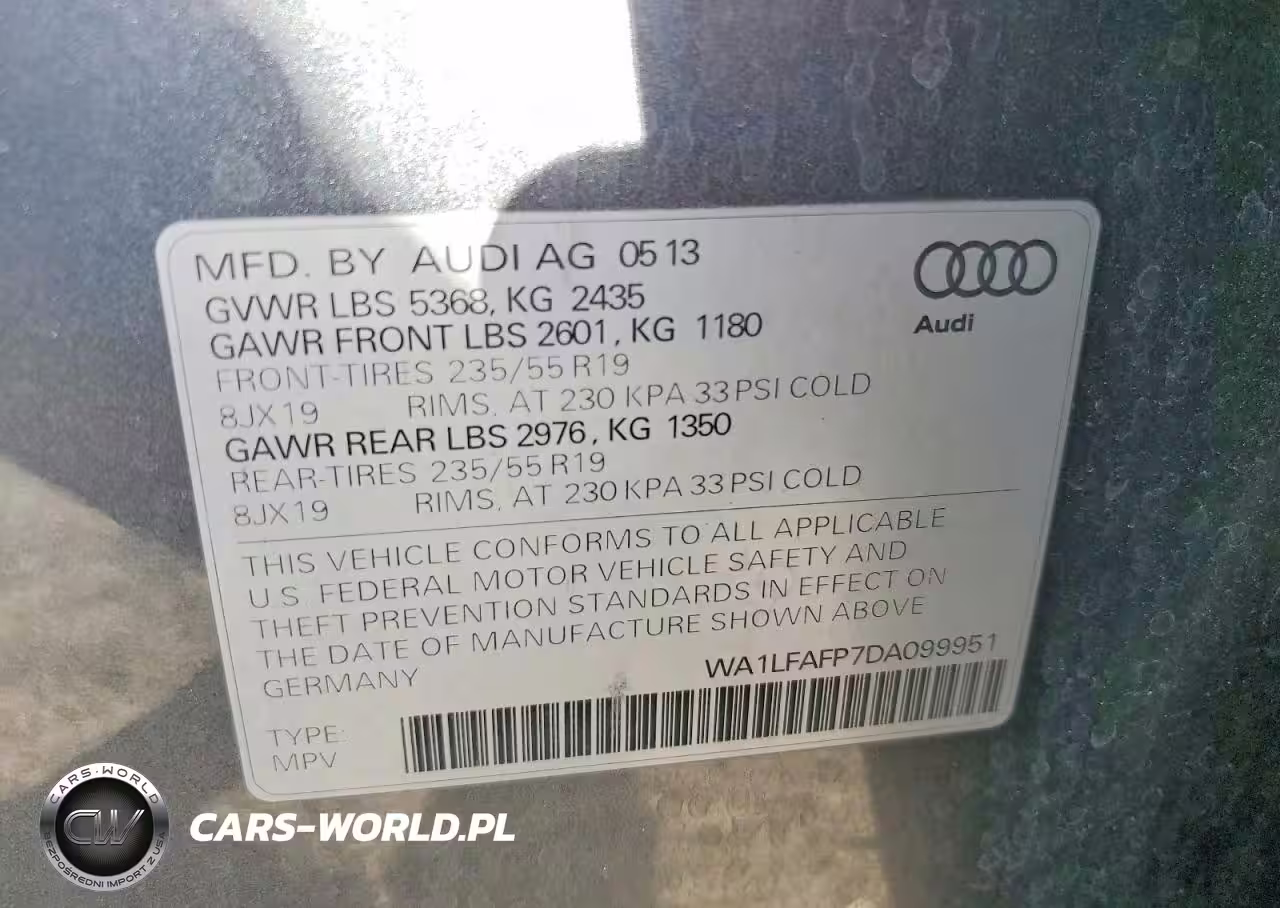 MFD. BY AUDI AG 0513
GVWR LBS 5368, KG 2435
GAWR FRONT LBS 2601, KG 1180
FRONT-TIRES 235/55 R19
8JX19 RIMS, AT 230 KPA 33 PSI COLD
GAWR REAR LBS 2976, KG 1350
REAR-TIRES 235/55 R19
8JX19 RIMS, AT 230 KPA 33 PSI COLD
Audi
THIS VEHICLE CONFORMS TO ALL APPLICABLE
U.S. FEDERAL MOTOR VEHICLE SAFETY AND
THEFT PREVENTION STANDARDS IN EFFECT ON
THE DATE OF MANUFACTURE SHOWN ABOVE
GERMANY WA1LFAFP7DA099951
TYPE:
MPV
CARS-WORLD
CW
BEZPOŚREDNI IMPORT Z USA
CARS-WORLD.PL